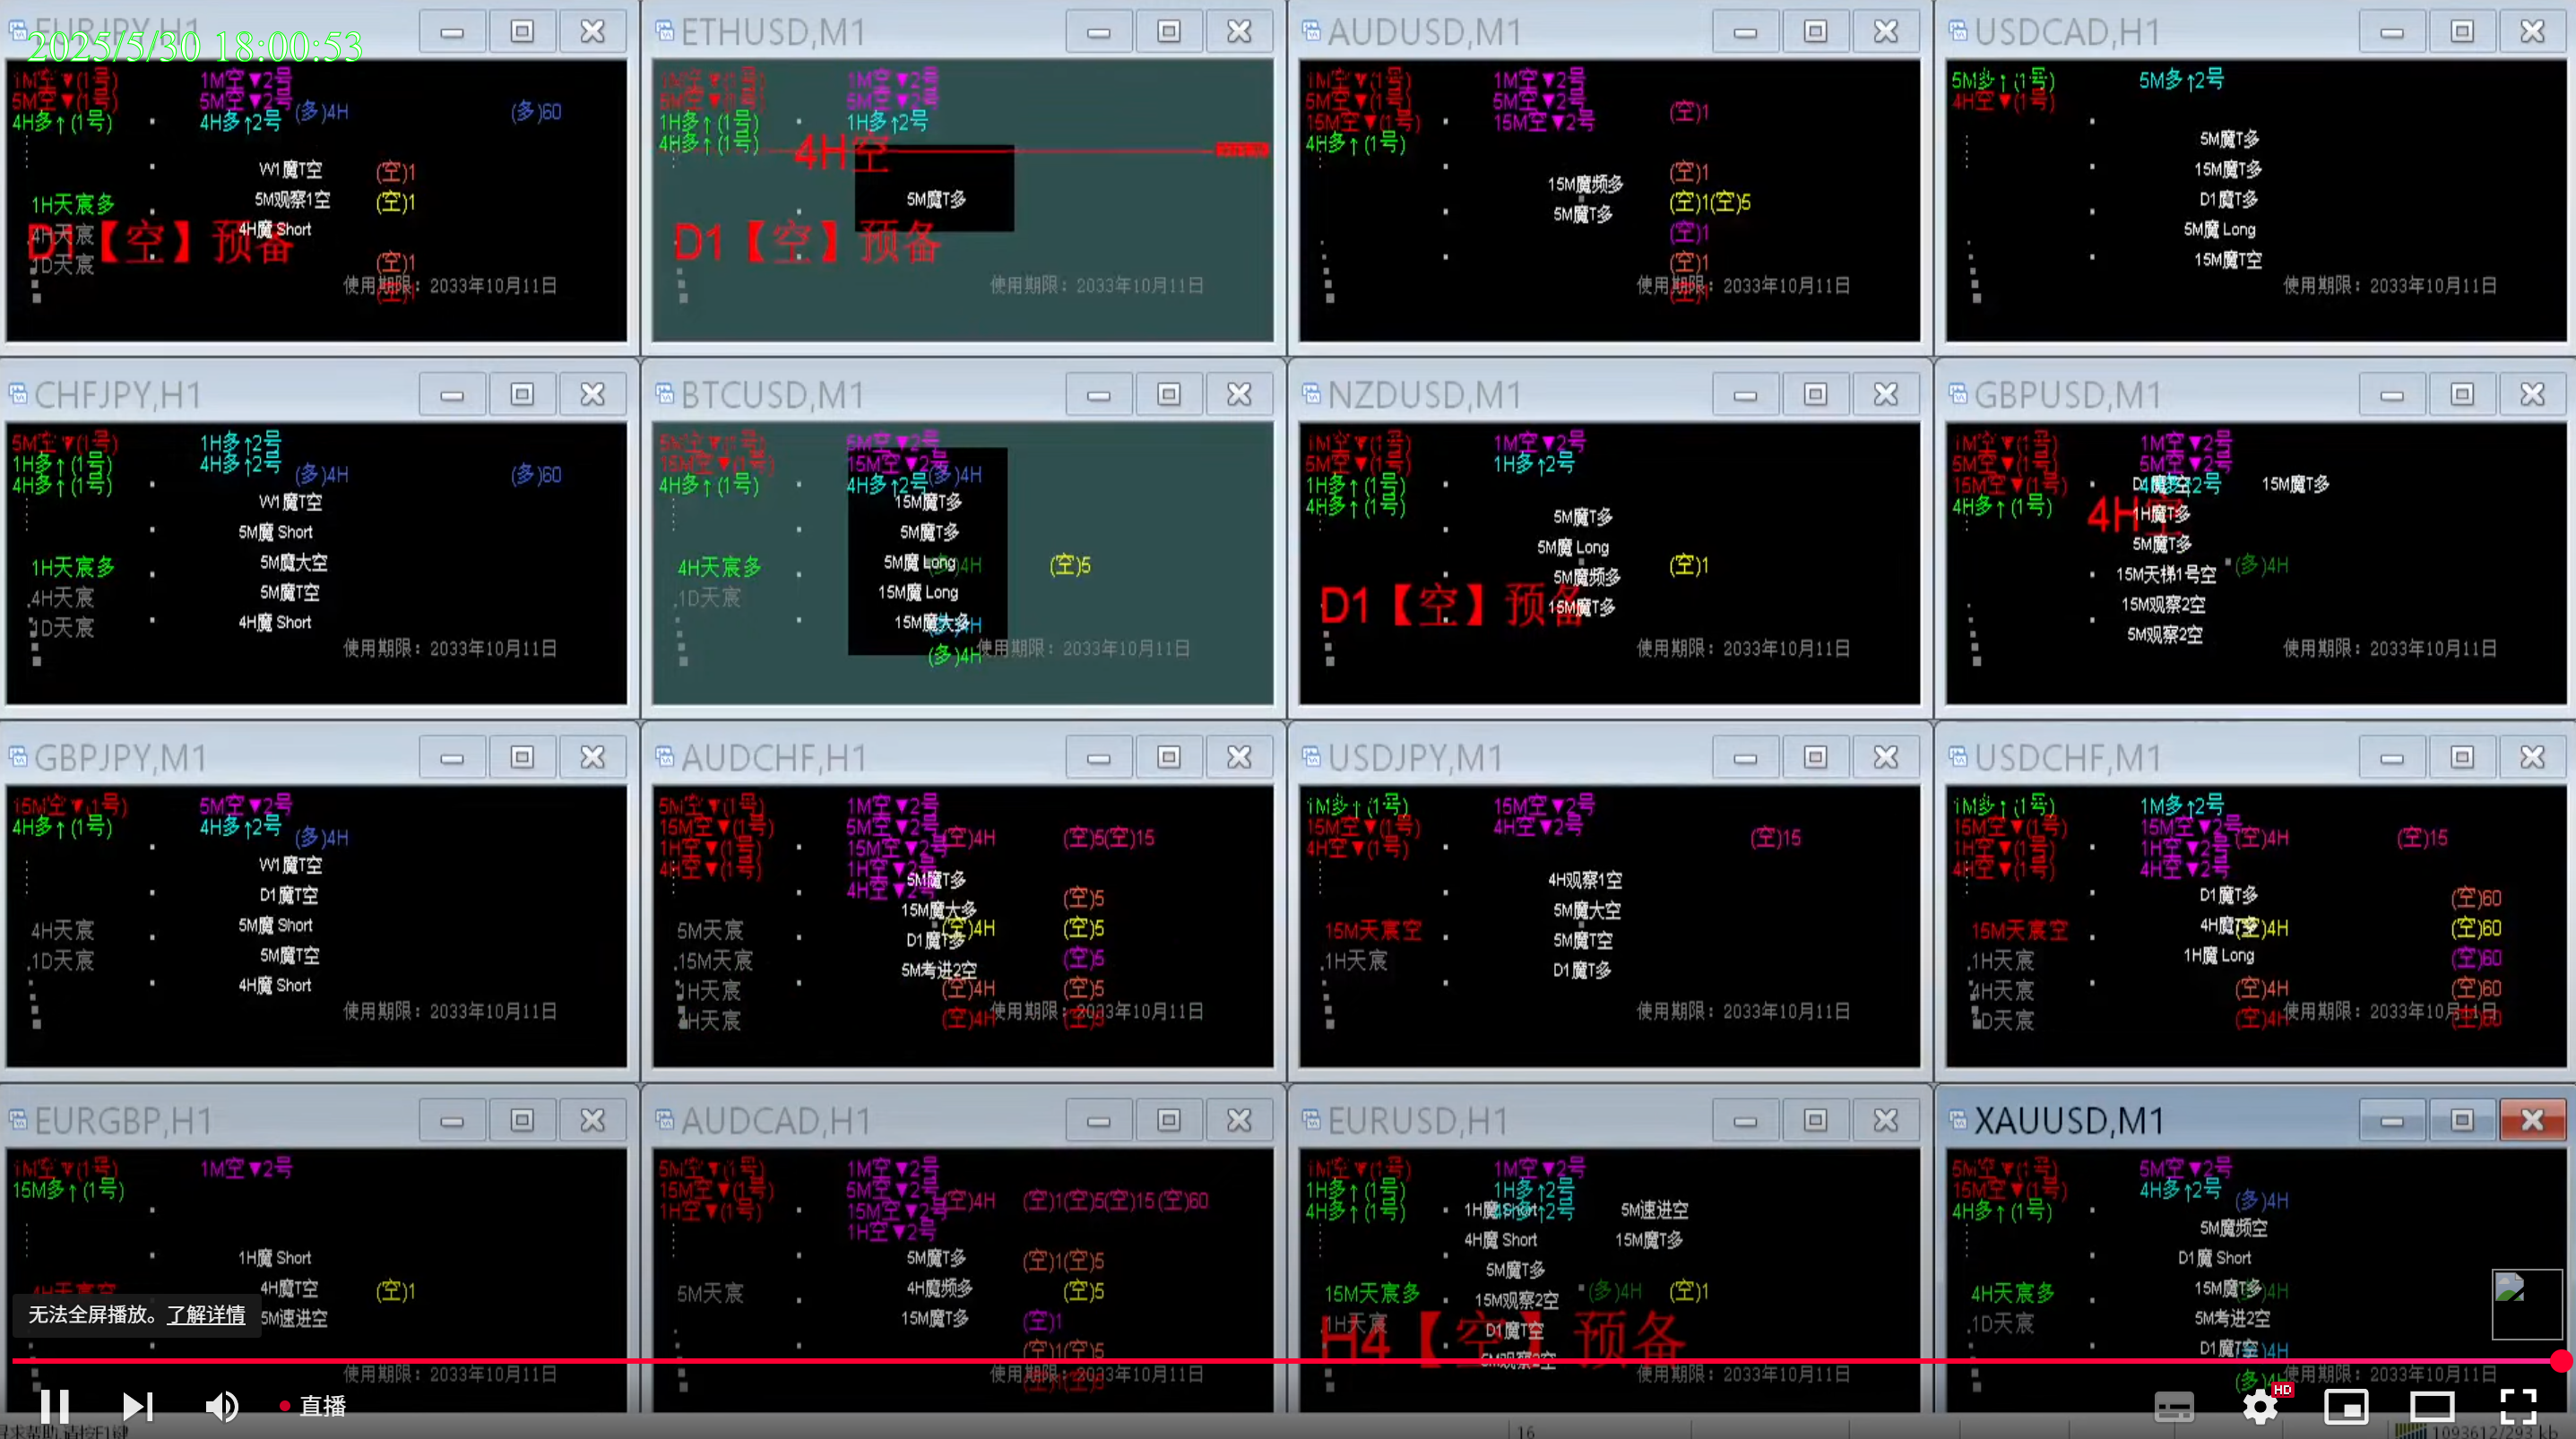 EURJPY,H1
2025/5/30 18:00:53
1M空▼(1号) 1M空▼2号
5M空▼(1号) 5M空▼2号 (多)4H (多)60
4H多↑(1号) 4H多↑2号
W1魔T空 (空)1
1H天宸多 5M观察1空 (空)1
4H天宸 4H魔 Short
D1【空】预备
1D天宸 (空)1
使用期限：2033年10月11日
ETHUSD,M1
1M空▼(1号) 1M空▼2号
5M空▼(1号) 5M空▼2号
1H多↑(1号) 1H多↑2号
4H多↑(1号)
4H空
5M魔T多
D1【空】预备
使用期限：2033年10月11日
AUDUSD,M1
1M空▼(1号) 1M空▼2号
5M空▼(1号) 5M空▼2号 (空)1
15M空▼(1号) 15M空▼2号
4H多↑(1号)
(空)1
15M魔频多
(空)1(空)5
5M魔T多
(空)1
(空)1
使用期限：2033年10月11日
USDCAD,H1
5M多↑(1号) 5M多↑2号
4H空▼(1号)
5M魔T多
15M魔T多
D1魔T多
5M魔 Long
15M魔T空
使用期限：2033年10月11日
CHFJPY,H1
5M空▼(1号) 1H多↑2号
1H多↑(1号) 4H多↑2号 (多)4H (多)60
4H多↑(1号)
W1魔T空
5M魔 Short
1H天宸多 5M魔大空
4H天宸 5M魔T空
1D天宸 4H魔 Short
使用期限：2033年10月11日
BTCUSD,M1
5M空▼(1号) 5M空▼2号
15M空▼(1号) 15M空▼2号 (多)4H
4H多↑(1号) 4H多↑2号
15M魔T多
5M魔T多
4H天宸多 5M魔 Long (多)4H (空)5
1D天宸 15M魔 Long
15M魔大多
(多)4H
使用期限：2033年10月11日
NZDUSD,M1
1M空▼(1号) 1M空▼2号
5M空▼(1号) 1H多↑2号
1H多↑(1号)
4H多↑(1号)
5M魔T多
5M魔 Long (空)1
5M魔频多
15M魔T多
D1【空】预备
使用期限：2033年10月11日
GBPUSD,M1
1M空▼(1号) 1M空▼2号
5M空▼(1号) 5M空▼2号
15M空▼(1号) 15M魔T多
4H多↑(1号) 4H空 1H魔T多
5M魔T多
15M天梯1号空 (多)4H
15M观察2空
5M观察2空
使用期限：2033年10月11日
GBPJPY,M1
15M空▼(1号) 5M空▼2号
4H多↑(1号) 4H多↑2号 (多)4H
W1魔T空
D1魔T空
4H天宸 5M魔 Short
1D天宸 5M魔T空
4H魔 Short
使用期限：2033年10月11日
AUDCHF,H1
5M空▼(1号) 1M空▼2号
15M空▼(1号) 5M空▼2号 (空)4H (空)5(空)15
1H空▼(1号) 15M空▼2号
4H空▼(1号) 1H空▼2号
4H空▼2号 5M魔T多
(空)5
15M魔大多
5M天宸 (空)4H (空)5
15M天宸 D1魔T多 (空)5
1H天宸 5M考进2空 (空)4H (空)5
4H天宸 (空)4H
使用期限：2033年10月11日
USDJPY,M1
1M多↑(1号) 15M空▼2号
15M空▼(1号) 4H空▼2号 (空)15
4H空▼(1号)
4H观察1空
5M魔大空
15M天宸空 5M魔T空
1H天宸 D1魔T多
使用期限：2033年10月11日
USDCHF,M1
1M多↑(1号) 1M多↑2号
15M空▼(1号) 15M空▼2号 (空)4H (空)15
1H空▼(1号) 1H空▼2号
4H空▼(1号) 4H空▼2号
D1魔T多 (空)60
15M天宸空 4H魔T多 (空)4H (空)60
1H天宸 1H魔 Long (空)60
4H天宸 (空)4H (空)60
1D天宸 (空)4H (空)60
使用期限：2033年10月11日
EURGBP,H1
1M空▼(1号) 1M空▼2号
15M多↑(1号)
1H魔 Short
4H天宸空 4H魔T空 (空)1
5M速进空
无法全屏播放。了解详情
使用期限：2033年10月11日
AUDCAD,H1
5M空▼(1号) 1M空▼2号
15M空▼(1号) 5M空▼2号 (空)4H (空)1(空)5(空)15(空)60
1H空▼(1号) 15M空▼2号
1H空▼2号
5M魔T多 (空)1(空)5
5M天宸 4H魔频多 (空)5
15M魔T多 (空)1
(空)1(空)5
使用期限：2033年10月11日
EURUSD,H1
1M空▼(1号) 1M空▼2号
1H多↑(1号) 1H多↑2号
4H多↑(1号) 1H魔 Short 5M速进空
4H魔 Short 15M魔T多
5M魔T多
15M天宸多 15M观察2空 (多)4H (空)1
1H天宸 D1魔T空
H4【空】预备
5M观察2空
使用期限：2033年10月11日
XAUUSD,M1
5M空▼(1号) 5M空▼2号
15M空▼(1号) 4H多↑2号 (多)4H
4H多↑(1号)
5M魔频空
D1魔 Short
4H天宸多 15M魔T多
1D天宸 5M考进2空
D1魔T空
使用期限：2033年10月11日
直播
HD
16
1093612/293 kb